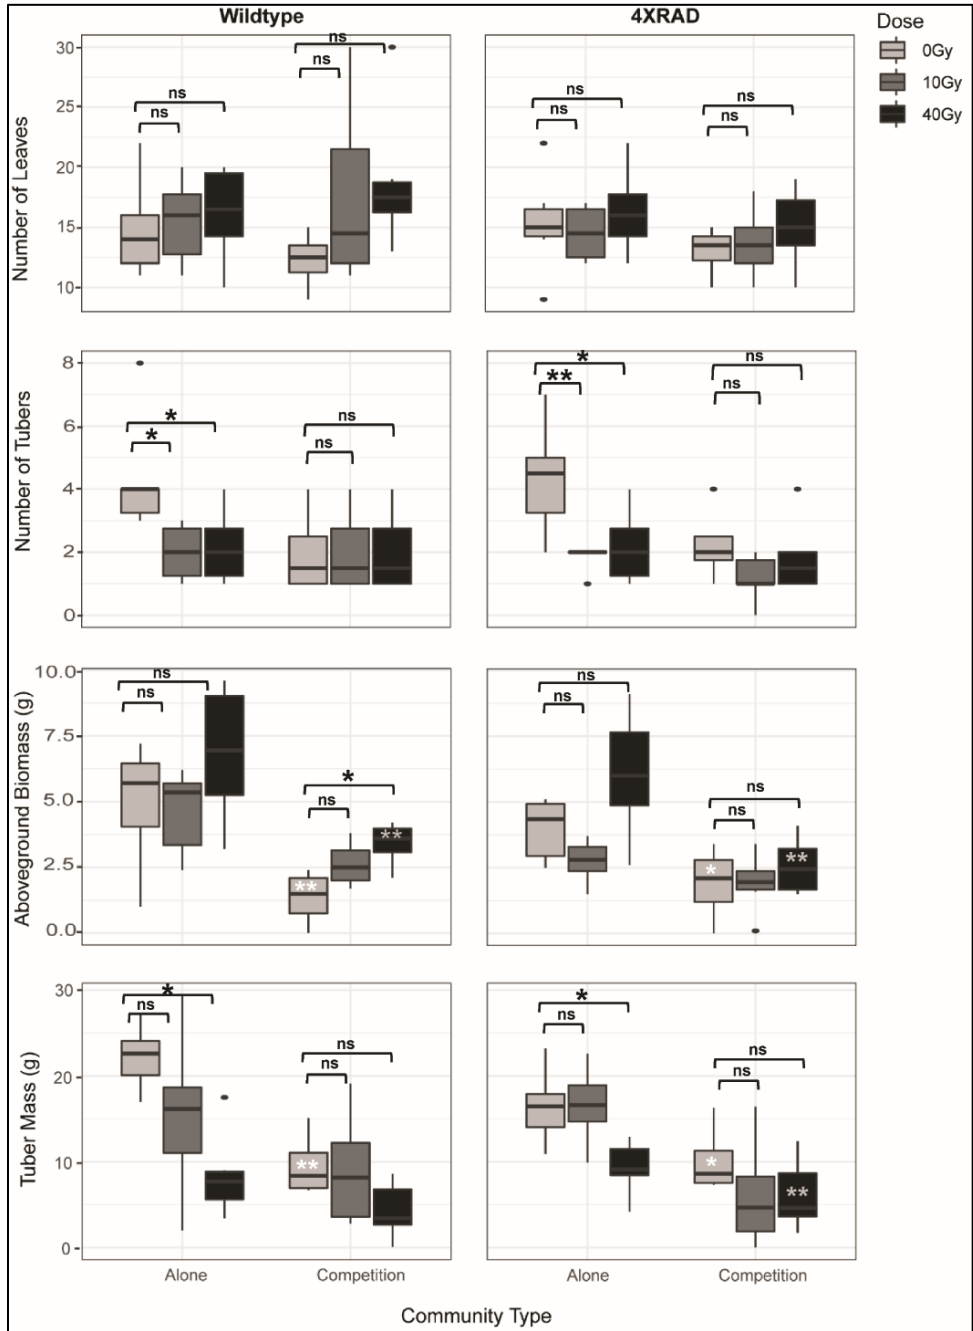 Wildtype
4XRAD
Dose
0Gy
10Gy
40Gy
Number of Leaves
30
25
20
15
10
ns
ns
ns
ns
ns
ns
ns
ns
Number of Tubers
8
6
4
2
0
*
*
ns
ns
*
**
ns
ns
Aboveground Biomass (g)
10.0
7.5
5.0
2.5
0.0
ns
ns
*
ns
**
**
ns
ns
ns
ns
*
**
Tuber Mass (g)
30
20
10
0
*
ns
ns
ns
**
*
ns
ns
ns
*
**
Alone
Competition
Alone
Competition
Community Type